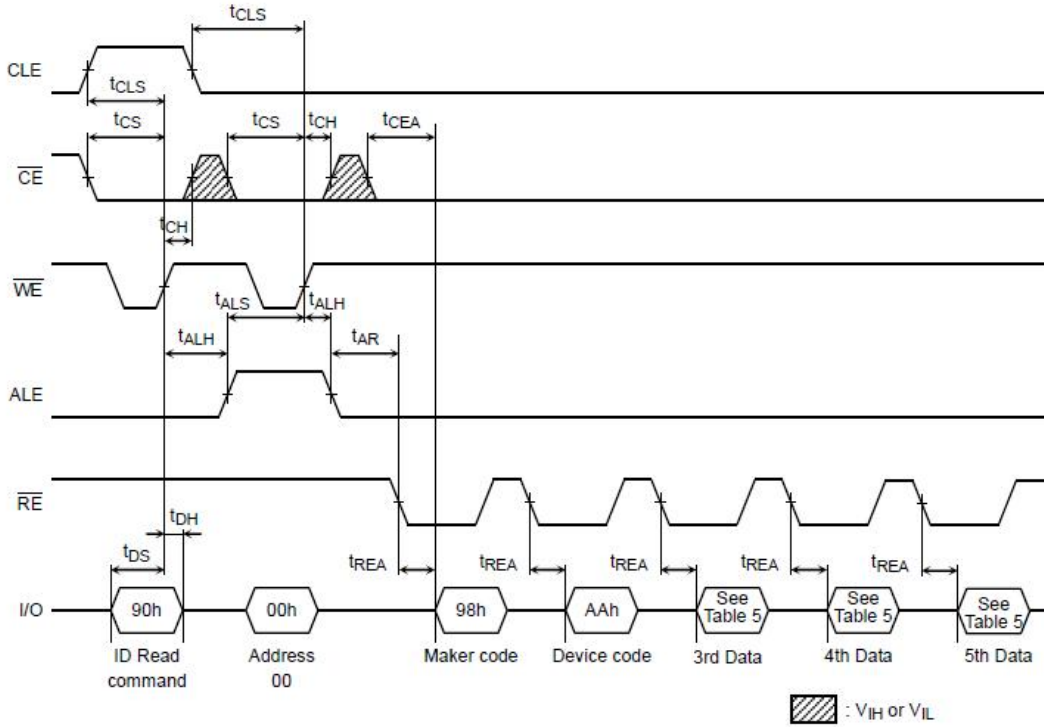 tCLS
CLE
tCLS
tCS tCS tCH tCEA
CE
tCH
WE
tALS tALH
tALH tAR
ALE
RE
tDH
tDS tREA tREA tREA tREA tREA
I/O 90h 00h 98h AAh See Table 5 See Table 5 See Table 5
ID Read command Address 00 Maker code Device code 3rd Data 4th Data 5th Data
: VIH or VIL